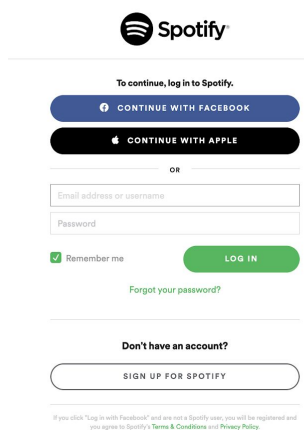 Spotify®
To continue, log in to Spotify.
CONTINUE WITH FACEBOOK
CONTINUE WITH APPLE
OR
Email address or username
Password
Remember me
LOG IN
Forgot your password?
Don't have an account?
SIGN UP FOR SPOTIFY
If you click "Log in with Facebook" and are not a Spotify user, you will be registered and
you agree to Spotify's Terms & Conditions and Privacy Policy.